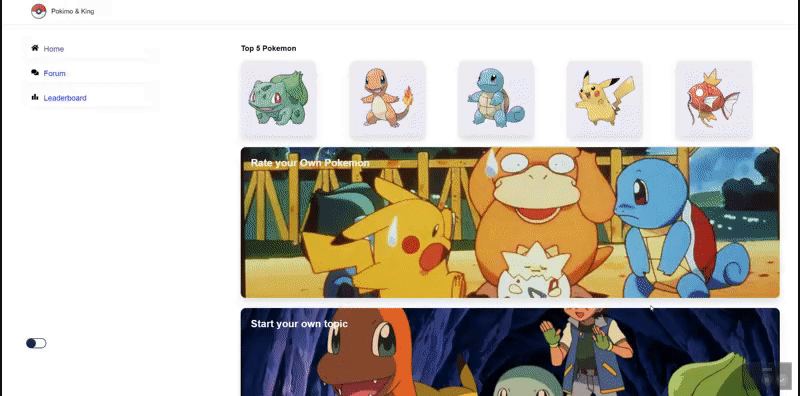 Pokimo & King
Home
Forum
Leaderboard
Top 5 Pokemon
Rate your Own Pokemon
Start your own topic